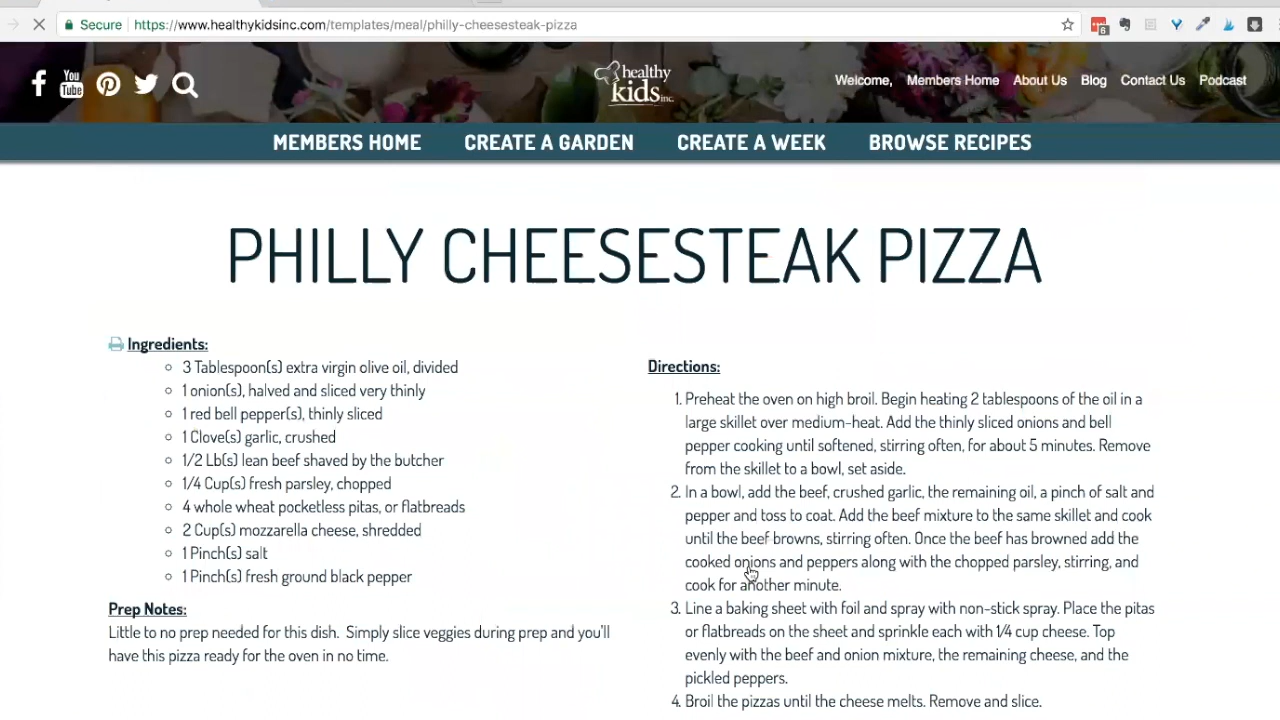 Secure https://www.healthykidsinc.com/templates/meal/philly-cheesesteak-pizza
6
You Tube
healthy kids inc.
Welcome, Members Home About Us Blog Contact Us Podcast
MEMBERS HOME CREATE A GARDEN CREATE A WEEK BROWSE RECIPES
PHILLY CHEESESTEAK PIZZA
Ingredients:
3 Tablespoon(s) extra virgin olive oil, divided
1 onion(s), halved and sliced very thinly
1 red bell pepper(s), thinly sliced
1 Clove(s) garlic, crushed
1/2 Lb(s) lean beef shaved by the butcher
1/4 Cup(s) fresh parsley, chopped
4 whole wheat pocketless pitas, or flatbreads
2 Cup(s) mozzarella cheese, shredded
1 Pinch(s) salt
1 Pinch(s) fresh ground black pepper
Prep Notes:
Little to no prep needed for this dish. Simply slice veggies during prep and you'll
have this pizza ready for the oven in no time.
Directions:
1. Preheat the oven on high broil. Begin heating 2 tablespoons of the oil in a
large skillet over medium-heat. Add the thinly sliced onions and bell
pepper cooking until softened, stirring often, for about 5 minutes. Remove
from the skillet to a bowl, set aside.
2. In a bowl, add the beef, crushed garlic, the remaining oil, a pinch of salt and
pepper and toss to coat. Add the beef mixture to the same skillet and cook
until the beef browns, stirring often. Once the beef has browned add the
cooked onions and peppers along with the chopped parsley, stirring, and
cook for another minute.
3. Line a baking sheet with foil and spray with non-stick spray. Place the pitas
or flatbreads on the sheet and sprinkle each with 1/4 cup cheese. Top
evenly with the beef and onion mixture, the remaining cheese, and the
pickled peppers.
4. Broil the pizzas until the cheese melts. Remove and slice.